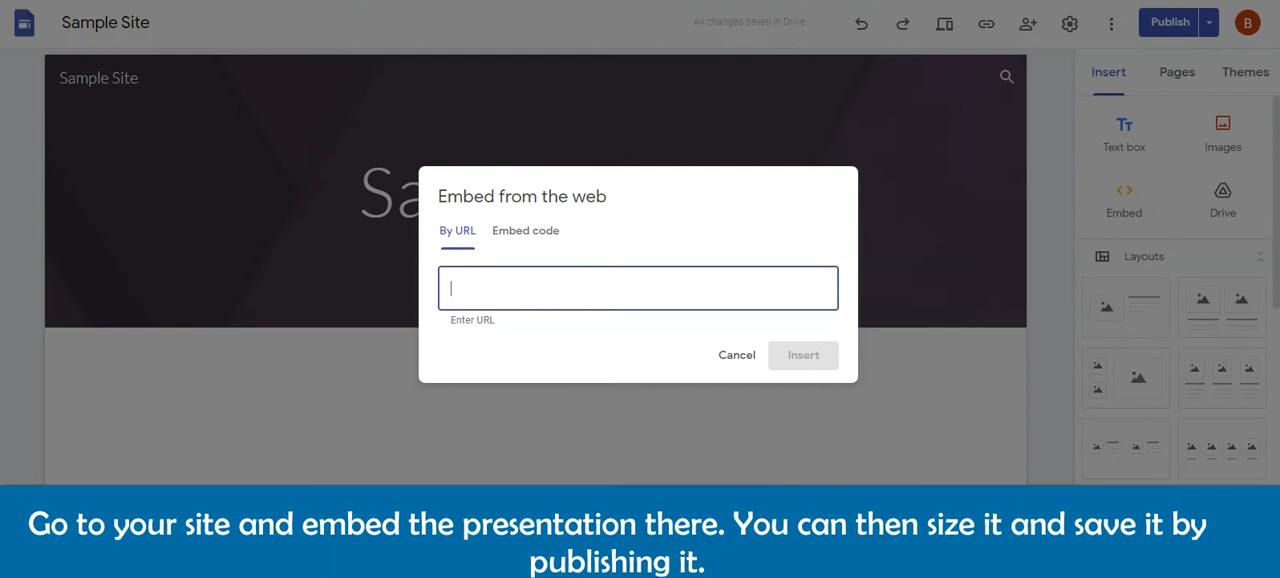 Sample Site
All changes saved in Drive
Publish
B
Sample Site
Insert
Pages
Themes
Text box
Images
Embed
Drive
Layouts
Sa
Embed from the web
By URL
Embed code
Enter URL
Cancel
Insert
Go to your site and embed the presentation there. You can then size it and save it by
publishing it.